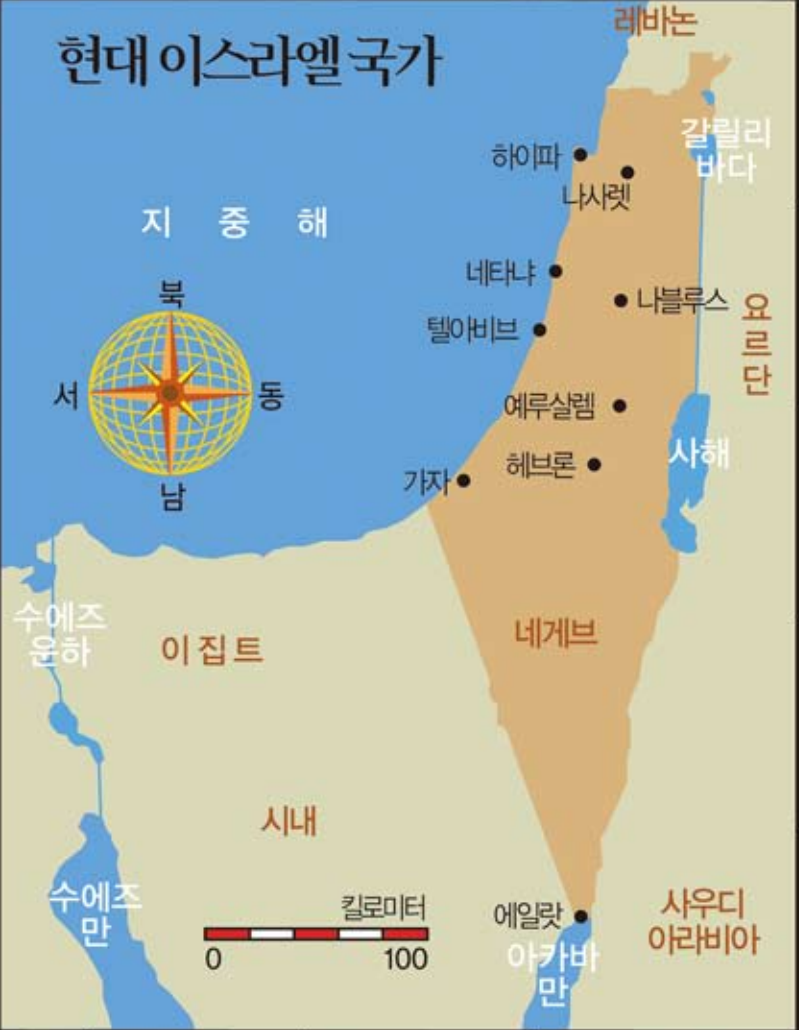 레바논
현대 이스라엘 국가
갈릴리
바다
하이파
나사렛
지 중 해
네타냐
북
나블루스
요
르
단
텔아비브
서
동
예루살렘
사해
헤브론
가자
남
수에즈
운하
이 집 트
네게브
시내
수에즈
만
킬로미터
0 100
에일랏
사우디
아라비아
아카바
만